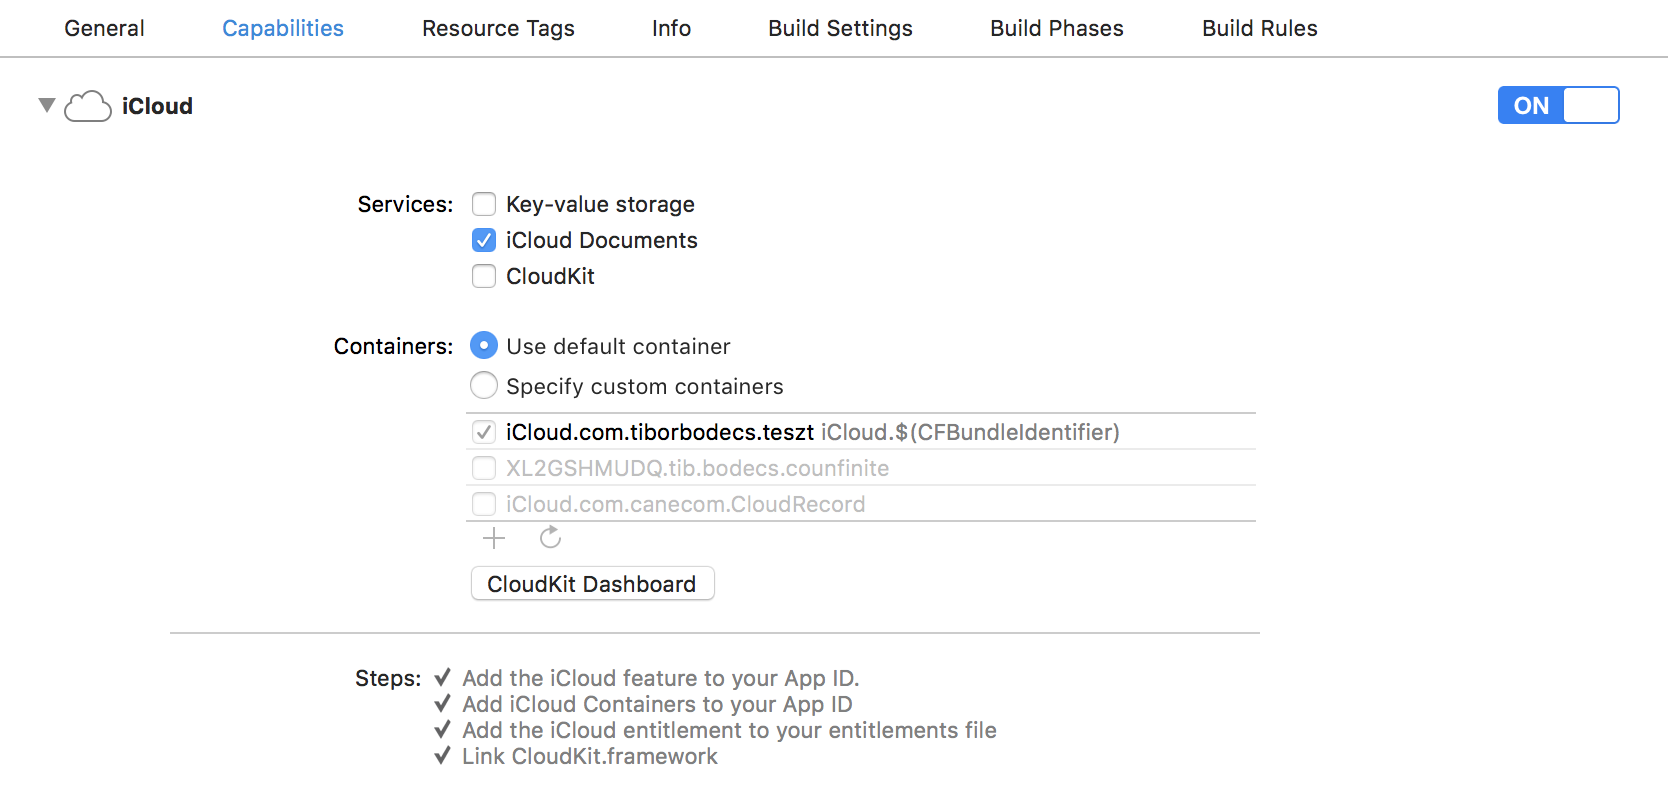 General Capabilities Resource Tags Info Build Settings Build Phases Build Rules
iCloud ON
Services: Key-value storage
iCloud Documents
CloudKit
Containers: Use default container
Specify custom containers
iCloud.com.tiborbodecs.teszt iCloud.$(CFBundleIdentifier)
XL2GSHMUDQ.tib.bodecs.counfinite
iCloud.com.canecom.CloudRecord
CloudKit Dashboard
Steps: ✔ Add the iCloud feature to your App ID.
✔ Add iCloud Containers to your App ID
✔ Add the iCloud entitlement to your entitlements file
✔ Link CloudKit.framework